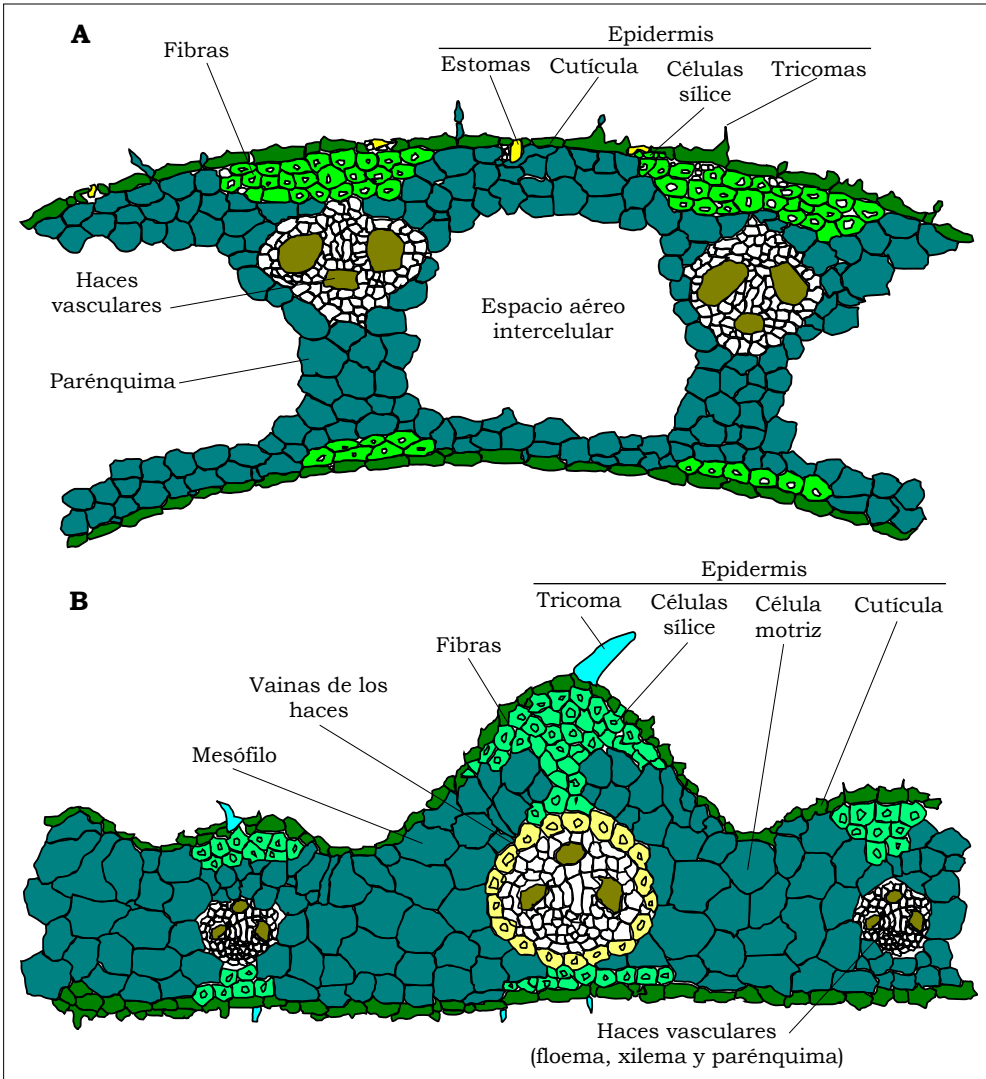 A
Epidermis
Fibras
Estomas
Cutícula
Células
sílice
Tricomas
Haces
vasculares
Espacio aéreo
intercelular
Parénquima
B
Epidermis
Tricoma
Células
sílice
Célula
motriz
Cutícula
Fibras
Vainas de los
haces
Mesófilo
Haces vasculares
(floema, xilema y parénquima)